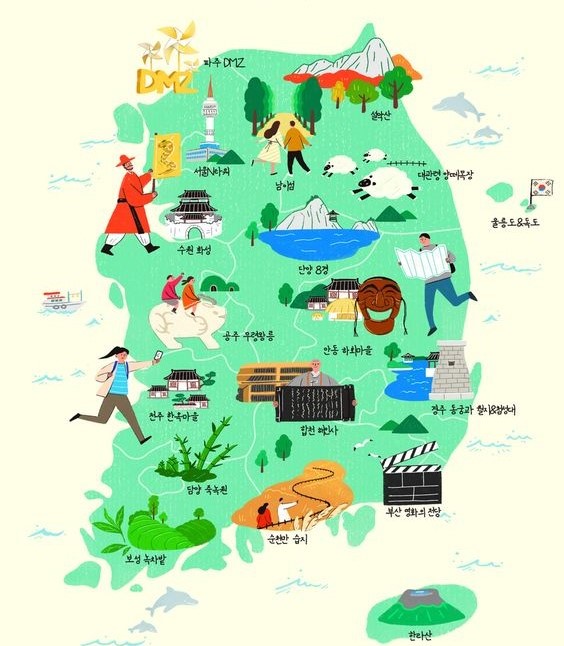 DMZ
파주 DMZ
설악산
서울N타워
남이섬
대관령 양떼목장
울릉도&독도
수원 화성
단양 8경
공주 무령왕릉
안동 하회마을
전주 한옥마을
합천 해인사
경주 동궁과 월지&첨성대
담양 죽녹원
부산 영화의 전당
순천만 습지
보성 녹차밭
한라산